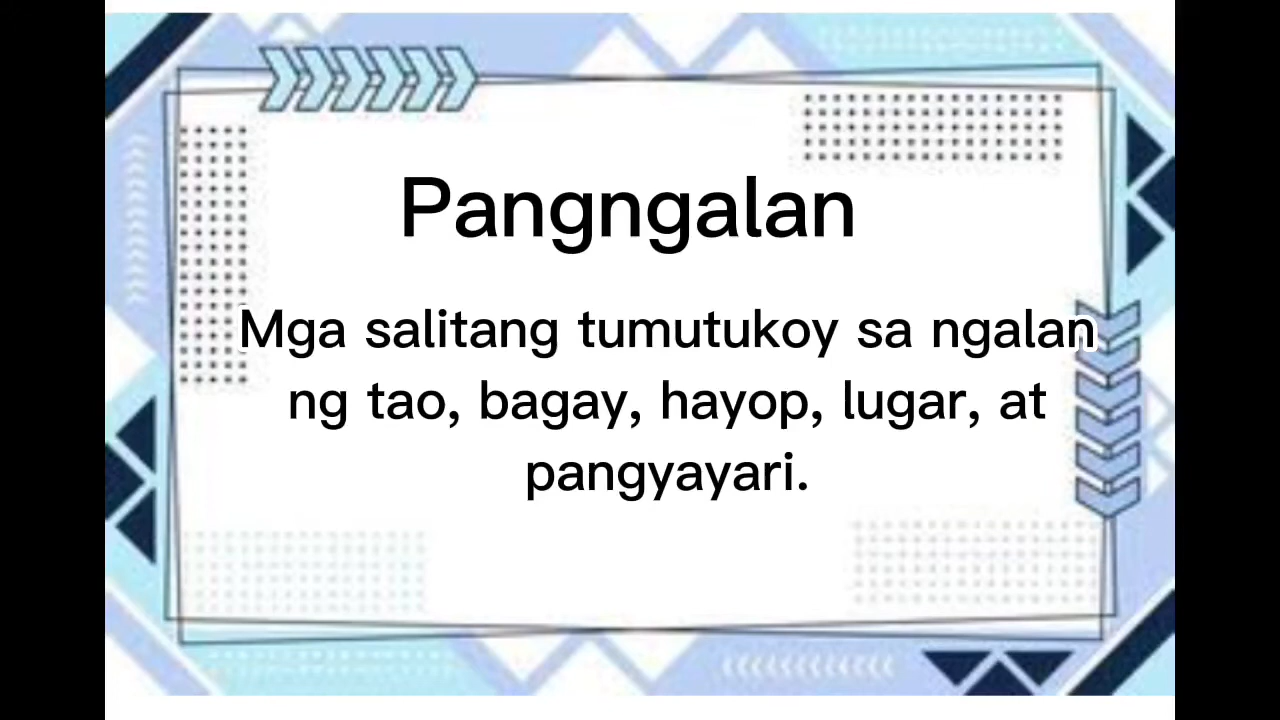 Pangngalan
Mga salitang tumutukoy sa ngalan
ng tao, bagay, hayop, lugar, at
pangyayari.